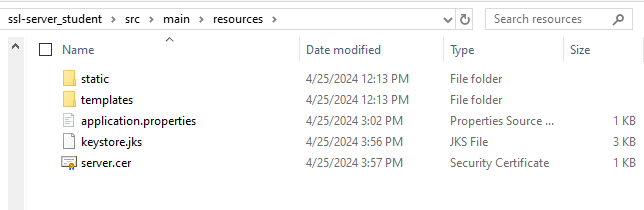 ssl-server_student > src > main > resources > Search resources
Name Date modified Type Size
static 4/25/2024 12:13 PM File folder
templates 4/25/2024 12:13 PM File folder
application.properties 4/25/2024 3:02 PM Properties Source ... 1 KB
keystore.jks 4/25/2024 3:56 PM JKS File 3 KB
server.cer 4/25/2024 3:57 PM Security Certificate 1 KB